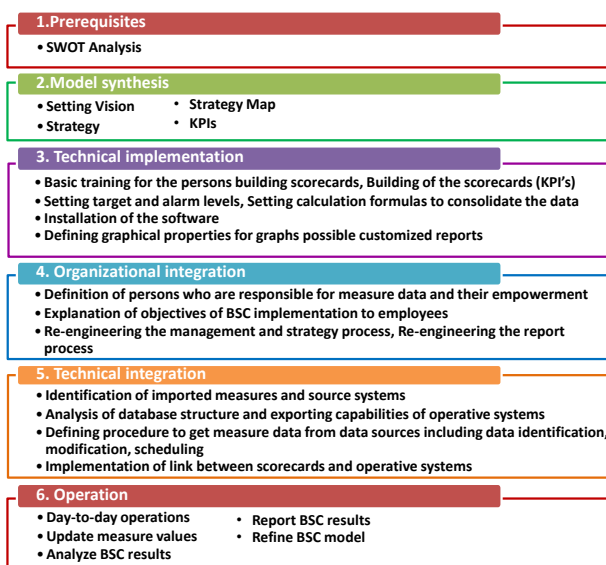 1.Prerequisites
• SWOT Analysis
2.Model synthesis
• Setting Vision
• Strategy
• Strategy Map
• KPIs
3. Technical implementation
• Basic training for the persons building scorecards, Building of the scorecards (KPI's)
• Setting target and alarm levels, Setting calculation formulas to consolidate the data
• Installation of the software
• Defining graphical properties for graphs possible customized reports
4. Organizational integration
• Definition of persons who are responsible for measure data and their empowerment
• Explanation of objectives of BSC implementation to employees
• Re-engineering the management and strategy process, Re-engineering the report
process
5. Technical integration
• Identification of imported measures and source systems
• Analysis of database structure and exporting capabilities of operative systems
• Defining procedure to get measure data from data sources including data identification,
modification, scheduling
• Implementation of link between scorecards and operative systems
6. Operation
• Day-to-day operations
• Update measure values
• Analyze BSC results
• Report BSC results
• Refine BSC model